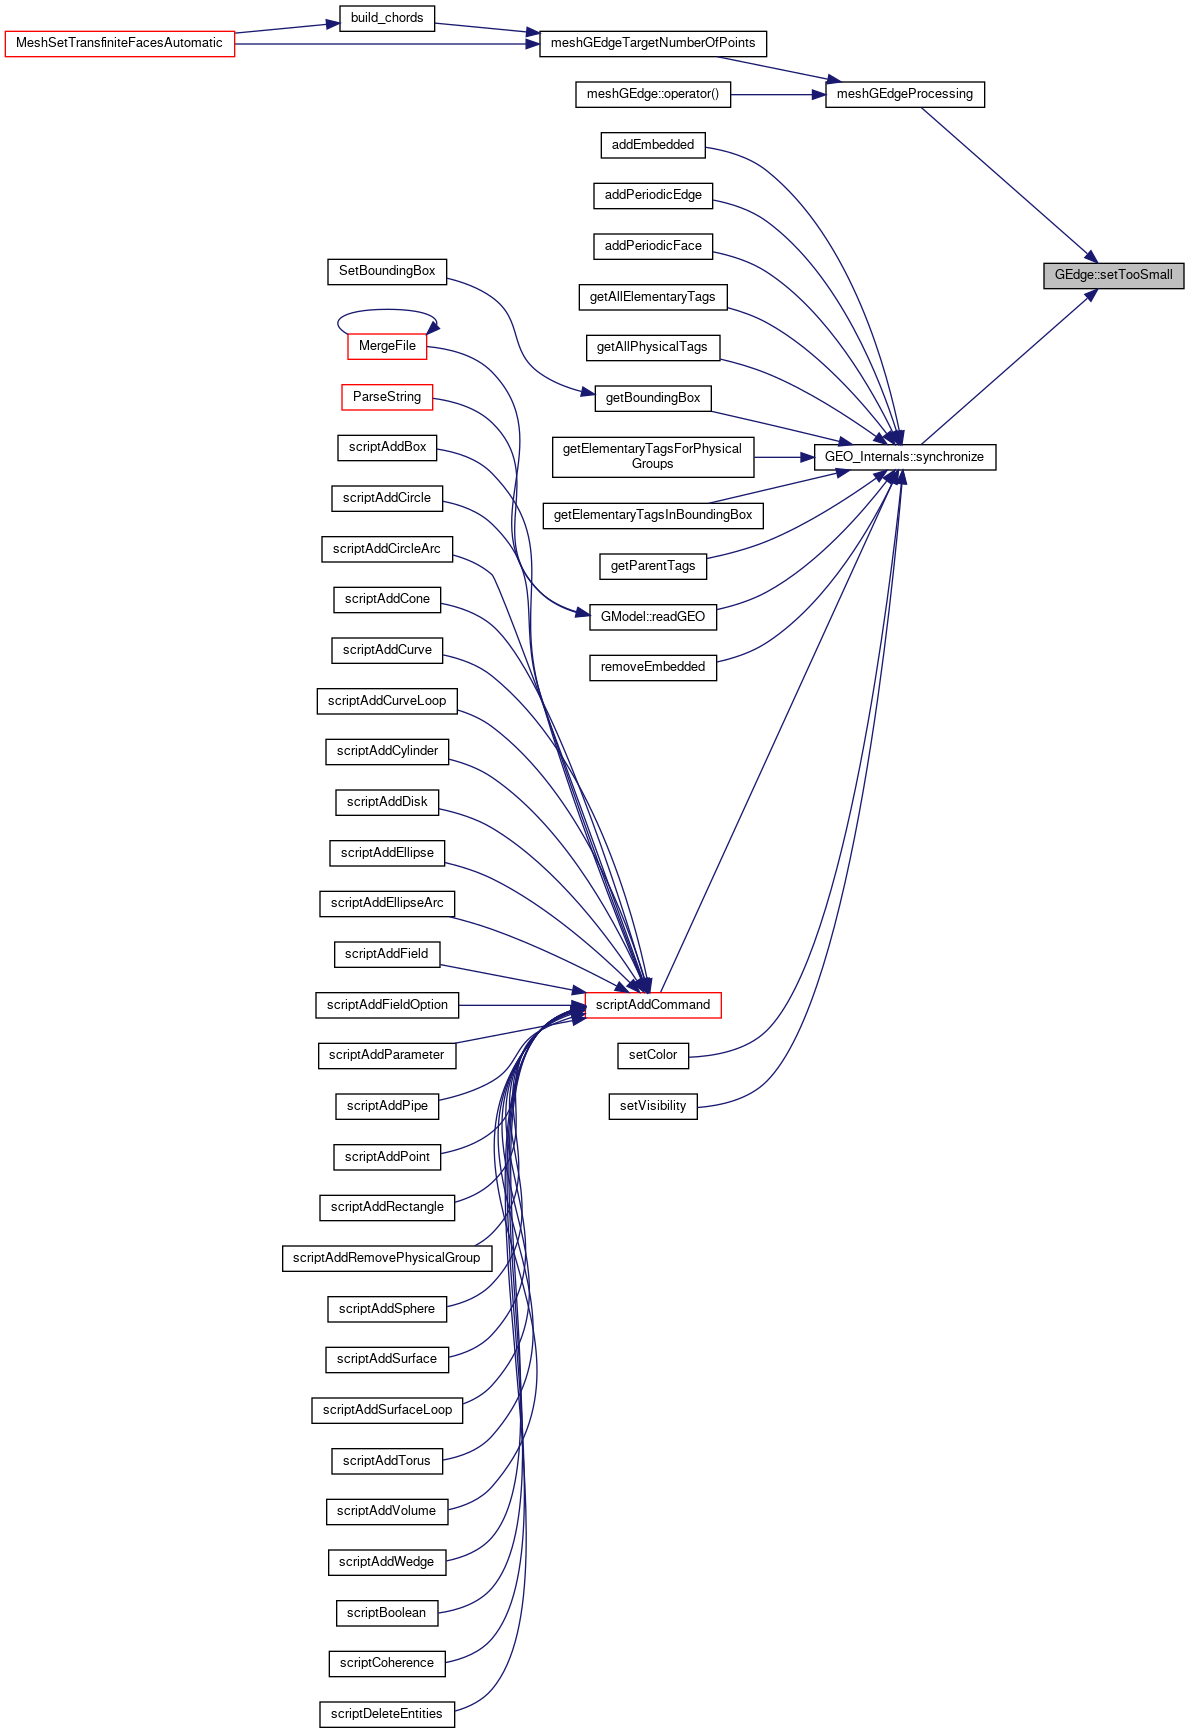 build_chords
MeshSetTransfiniteFacesAutomatic
meshGEdgeTargetNumberOfPoints
meshGEdge::operator()
meshGEdgeProcessing
addEmbedded
addPeriodicEdge
addPeriodicFace
SetBoundingBox
GEdge::setTooSmall
getAllElementaryTags
MergeFile
getAllPhysicalTags
ParseString
getBoundingBox
scriptAddBox
getElementaryTagsForPhysical
Groups
GEO_Internals::synchronize
scriptAddCircle
getElementaryTagsInBoundingBox
scriptAddCircleArc
getParentTags
scriptAddCone
GModel::readGEO
scriptAddCurve
removeEmbedded
scriptAddCurveLoop
scriptAddCylinder
scriptAddDisk
scriptAddEllipse
scriptAddEllipseArc
scriptAddField
scriptAddFieldOption
scriptAddCommand
scriptAddParameter
setColor
scriptAddPipe
setVisibility
scriptAddPoint
scriptAddRectangle
scriptAddRemovePhysicalGroup
scriptAddSphere
scriptAddSurface
scriptAddSurfaceLoop
scriptAddTorus
scriptAddVolume
scriptAddWedge
scriptBoolean
scriptCoherence
scriptDeleteEntities